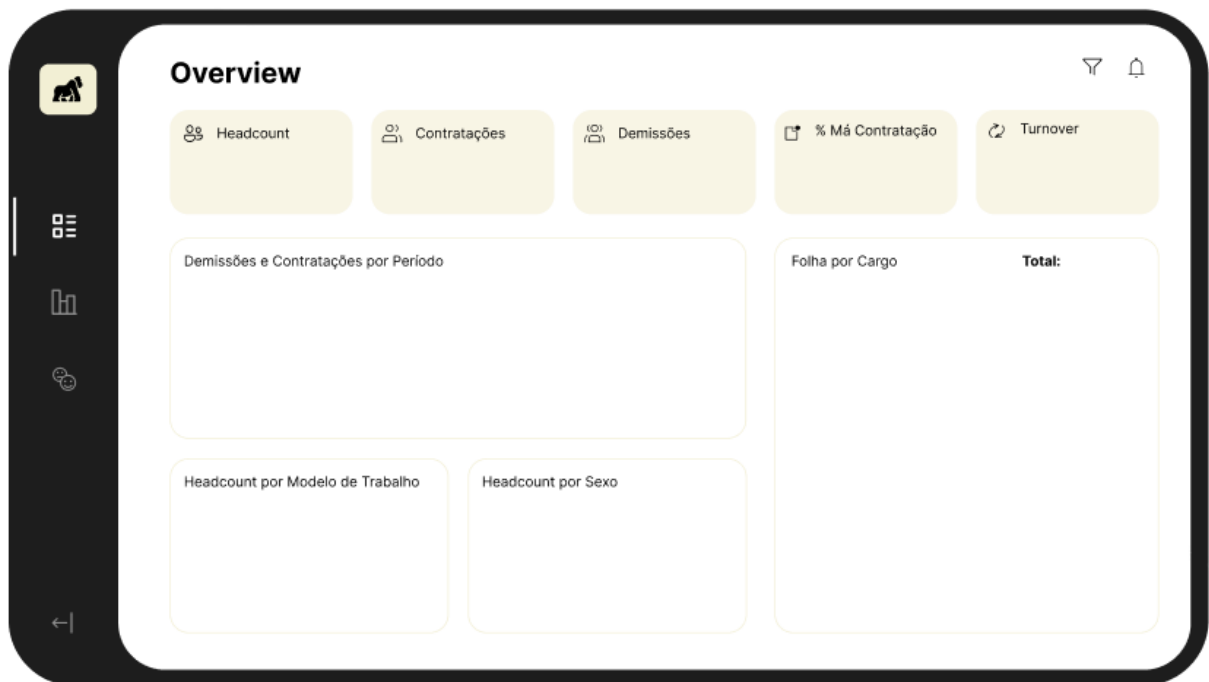 Overview
Headcount
Contratações
Demissões
% Má Contratação
Turnover
Demissões e Contratações por Período
Folha por Cargo
Total:
Headcount por Modelo de Trabalho
Headcount por Sexo